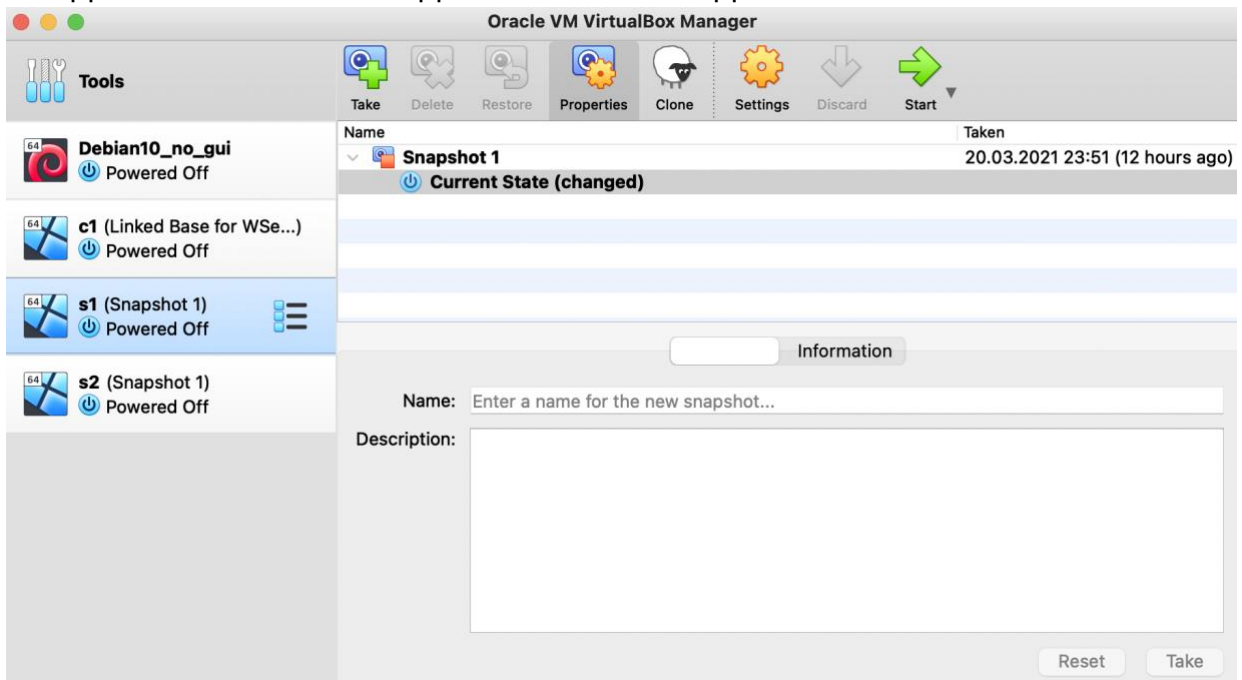 Oracle VM VirtualBox Manager
Tools
Take Delete Restore Properties Clone Settings Discard Start
64 Debian10_no_gui
Powered Off
64 c1 (Linked Base for WSe...)
Powered Off
64 s1 (Snapshot 1)
Powered Off
64 s2 (Snapshot 1)
Powered Off
Name Taken
Snapshot 1 20.03.2021 23:51 (12 hours ago)
Current State (changed)
Information
Name: Enter a name for the new snapshot...
Description:
Reset Take